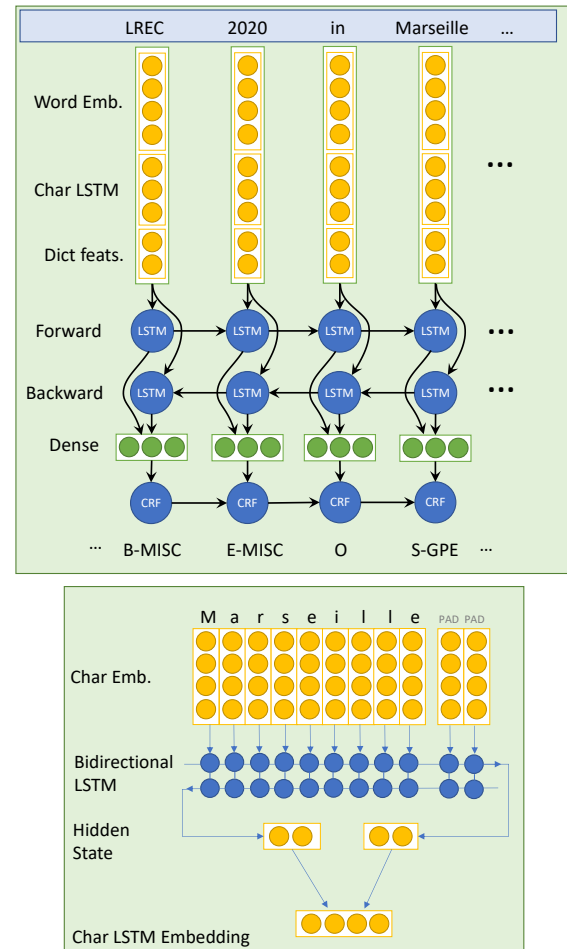 LREC 2020 in Marseille ...
Word Emb.
...
Char LSTM
Dict feats.
Forward LSTM LSTM LSTM LSTM ...
Backward LSTM LSTM LSTM LSTM ...
Dense
CRF CRF CRF CRF
... B-MISC E-MISC O S-GPE ...
M a r s e i l l e PAD PAD
Char Emb.
Bidirectional
LSTM
Hidden
State
Char LSTM Embedding